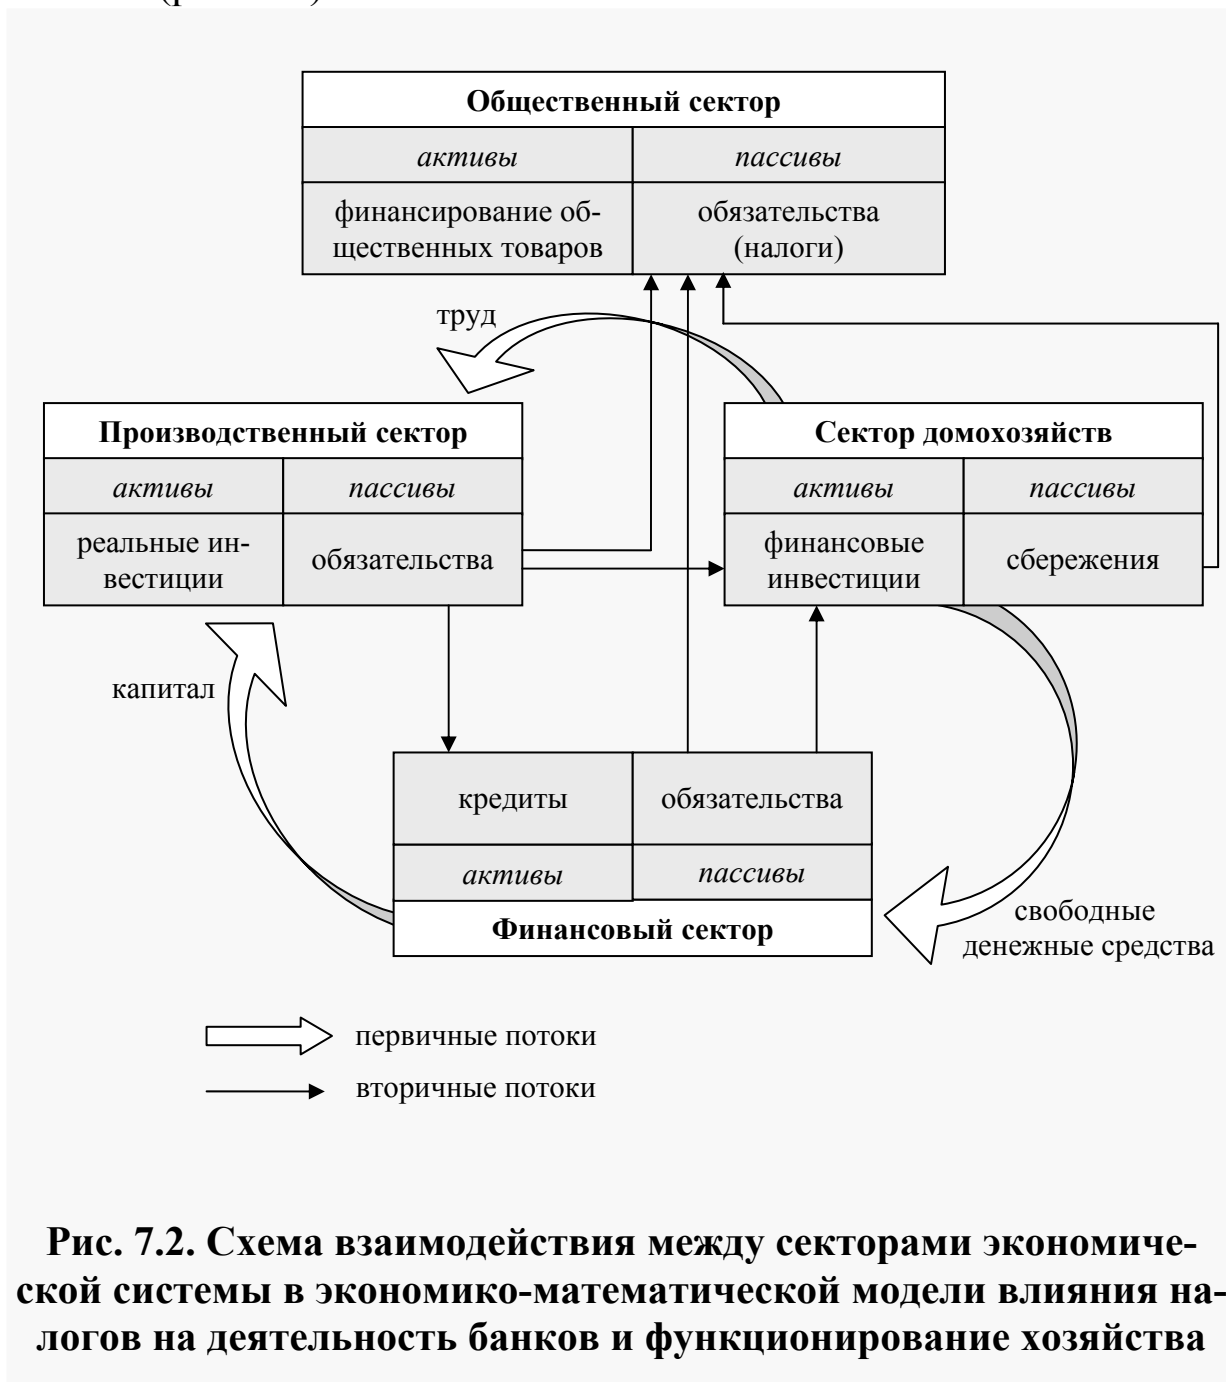 Общественный сектор
активы
пассивы
финансирование об-
щественных товаров
обязательства
(налоги)
труд
Производственный сектор
активы
пассивы
реальные ин-
вестиции
обязательства
Сектор домохозяйств
активы
пассивы
финансовые
инвестиции
сбережения
капитал
кредиты
обязательства
активы
пассивы
Финансовый сектор
свободные
денежные средства
первичные потоки
вторичные потоки
Рис. 7.2. Схема взаимодействия между секторами экономиче-
ской системы в экономико-математической модели влияния на-
логов на деятельность банков и функционирование хозяйства